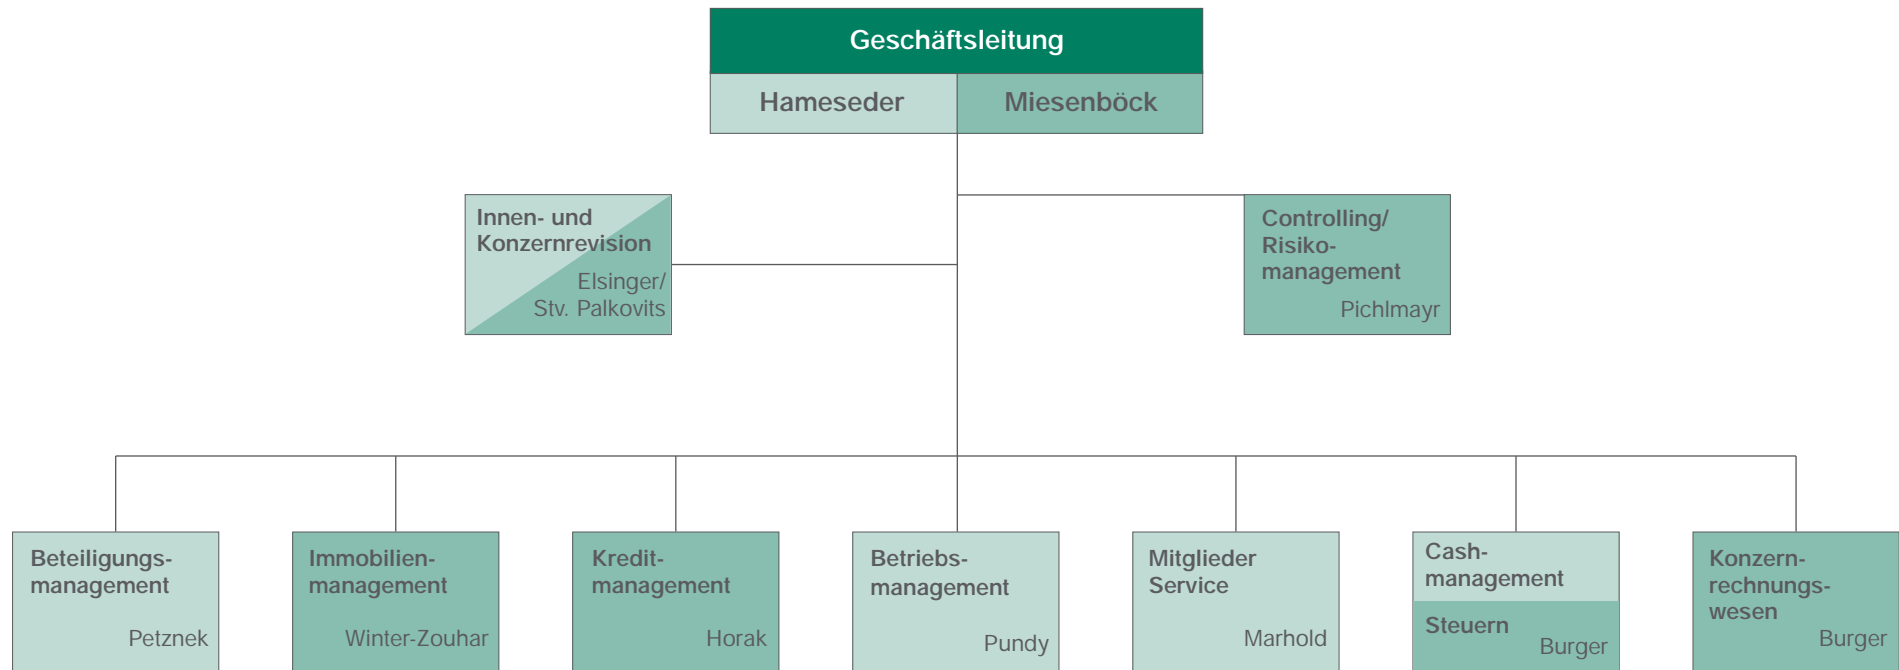 Geschäftsleitung
Hameseder
Miesenböck
Innen- und
Konzernrevision
Elsinger/
Stv. Palkovits
Controlling/
Risiko-
management
Pichlmayr
Beteiligungs-
management
Petznek
Immobilien-
management
Winter-Zouhar
Kredit-
management
Horak
Betriebs-
management
Pundy
Mitglieder
Service
Marhold
Cash-
management
Steuern
Burger
Konzern-
rechnungs-
wesen
Burger